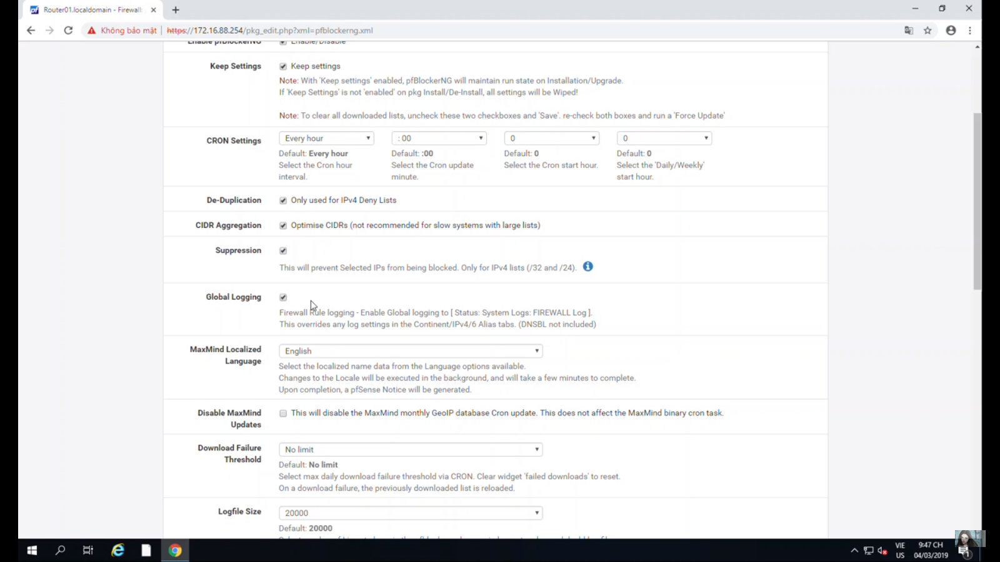 Router01.localdomain - Firewall:
Không bảo mật
https://172.16.88.254/pkg_edit.php?xml=pfblockerng.xml
Enable pfBlockerNG
Enable/Disable
Keep Settings
Keep settings
Note: With 'Keep settings' enabled, pfBlockerNG will maintain run state on Installation/Upgrade.
If 'Keep Settings' is not 'enabled' on pkg Install/De-Install, all settings will be Wiped!
Note: To clear all downloaded lists, uncheck these two checkboxes and 'Save'. re-check both boxes and run a 'Force Update'
CRON Settings
Every hour
: 00
0
0
Default: Every hour
Select the Cron hour
interval.
Default: :00
Select the Cron update
minute.
Default: 0
Select the Cron start hour.
Default: 0
Select the 'Daily/Weekly'
start hour.
De-Duplication
Only used for IPv4 Deny Lists
CIDR Aggregation
Optimise CIDRs (not recommended for slow systems with large lists)
Suppression
This will prevent Selected IPs from being blocked. Only for IPv4 lists (/32 and /24).
Global Logging
Firewall Rule logging - Enable Global logging to [ Status: System Logs: FIREWALL Log ].
This overrides any log settings in the Continent/IPv4/6 Alias tabs. (DNSBL not included)
MaxMind Localized
Language
English
Select the localized name data from the Language options available.
Changes to the Locale will be executed in the background, and will take a few minutes to complete.
Upon completion, a pfSense Notice will be generated.
Disable MaxMind
Updates
This will disable the MaxMind monthly GeoIP database Cron update. This does not affect the MaxMind binary cron task.
Download Failure
Threshold
No limit
Default: No limit
Select max daily download failure threshold via CRON. Clear widget 'failed downloads' to reset.
On a download failure, the previously downloaded list is reloaded.
Logfile Size
20000
Default: 20000
VIE
US
9:47 CH
04/03/2019
1